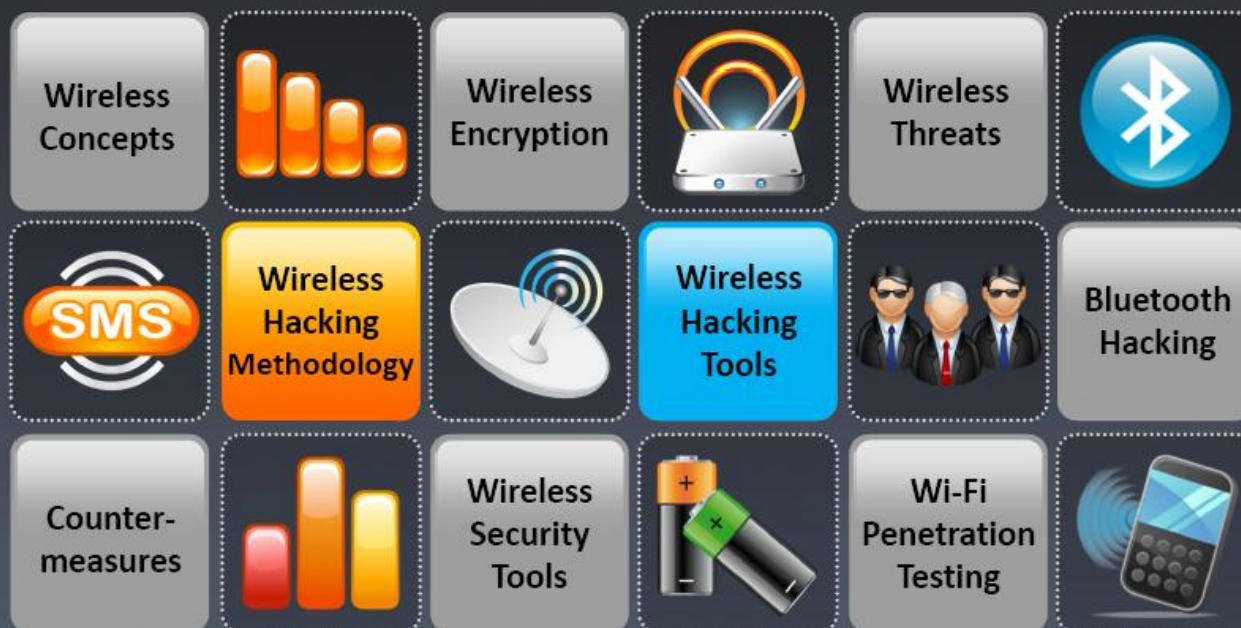 Wireless
Concepts
Wireless
Encryption
Wireless
Threats
SMS
Wireless
Hacking
Methodology
Wireless
Hacking
Tools
Bluetooth
Hacking
Counter-
measures
Wireless
Security
Tools
+
-
+
-
Wi-Fi
Penetration
Testing